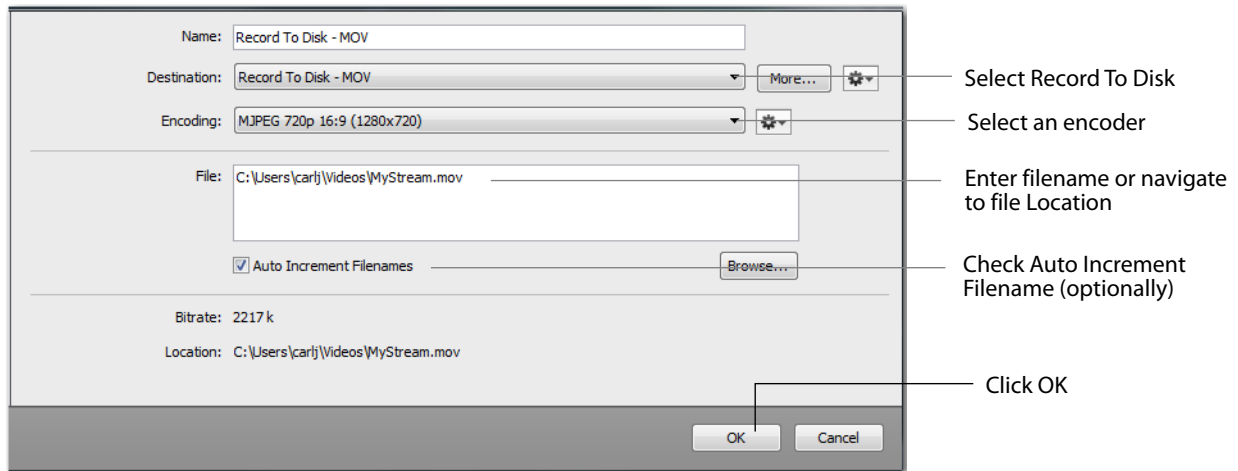 Name: Record To Disk - MOV
Destination: Record To Disk - MOV More... Select Record To Disk
Encoding: MJPEG 720p 16:9 (1280x720) Select an encoder
File: C:\Users\carlj\Videos\MyStream.mov Enter filename or navigate
to file Location
Auto Increment Filenames Browse... Check Auto Increment
Filename (optionally)
Bitrate: 2217 k
Location: C:\Users\carlj\Videos\MyStream.mov
Click OK
OK Cancel